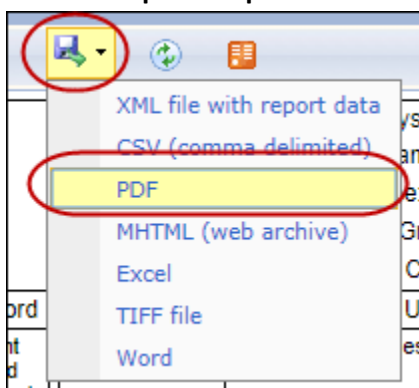 XML file with report data
CSV (comma delimited)
PDF
MHTML (web archive)
Excel
TIFF file
Word